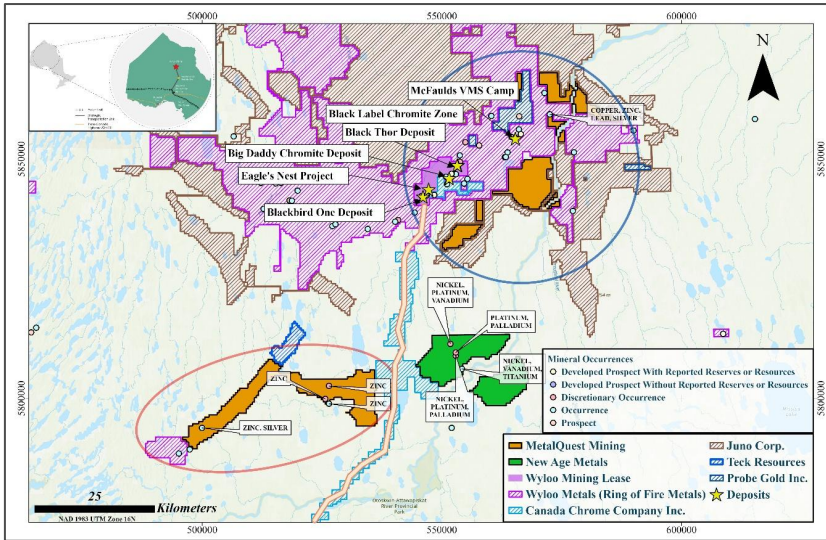 500000
550000
600000
N
McFaulds VMS Camp
Black Label Chromite Zone
Black Thor Deposit
Big Daddy Chromite Deposit
Eagle's Nest Project
Blackbird One Deposit
COPPER, ZINC,
LEAD, SILVER
5850000
5850000
NICKEL,
PLATINUM,
VANADIUM
PLATINUM,
PALLADIUM
NICKEL,
VANADIUM,
TITANIUM
NICKEL,
PLATINUM,
PALLADIUM
ZINC
ZINC
ZINC
ZINC, SILVER
5800000
5800000
Mineral Occurrences
Developed Prospect With Reported Reserves or Resources
Developed Prospect Without Reported Reserves or Resources
Discretionary Occurrence
Occurrence
Prospect
MetalQuest Mining
New Age Metals
Wyloo Mining Lease
Wyloo Metals (Ring of Fire Metals)
Canada Chrome Company Inc.
Juno Corp.
Teck Resources
Probe Gold Inc.
Deposits
25
Kilometers
NAD 1983 UTM Zone 16N
River Provincial
Park
500000
550000
600000